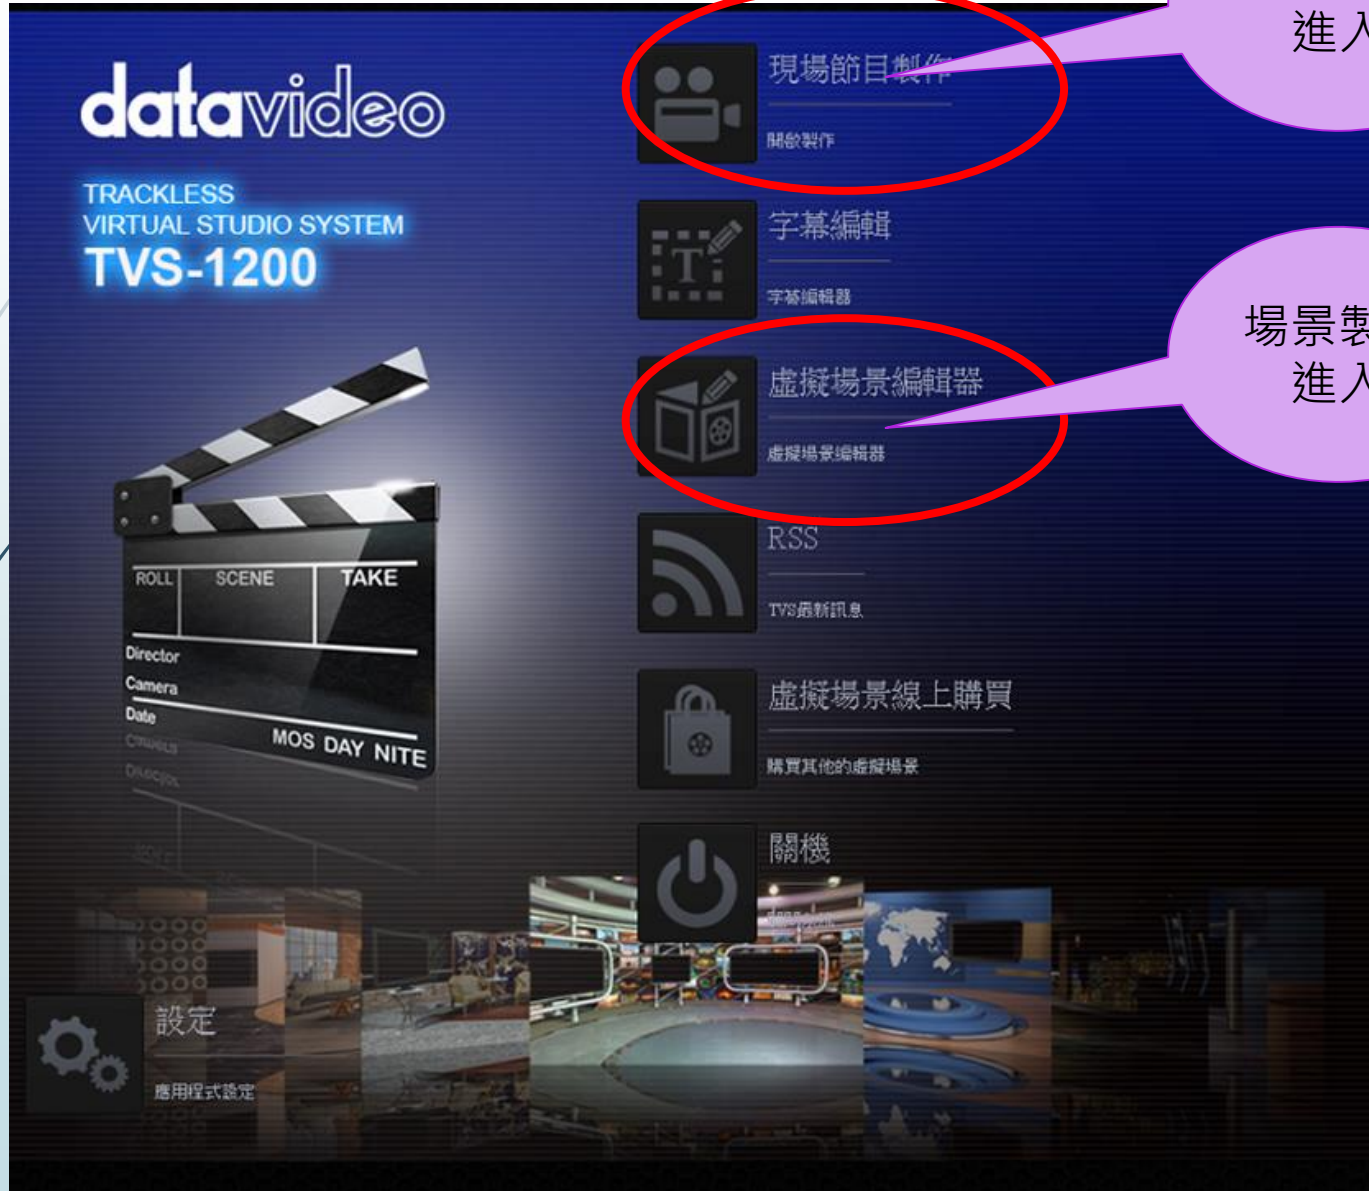 datavideo
TRACKLESS
VIRTUAL STUDIO SYSTEM
TVS-1200
ROLL SCENE TAKE
Director
Camera
Date
MOS DAY NITE
現場節目製作
開啟製作
字幕編輯
字幕編輯器
虛擬場景編輯器
虛擬場景編輯器
RSS
TVS最新訊息
虛擬場景線上購買
購買其他的虛擬場景
關機
設定
應用程式設定
進入
場景製
進入